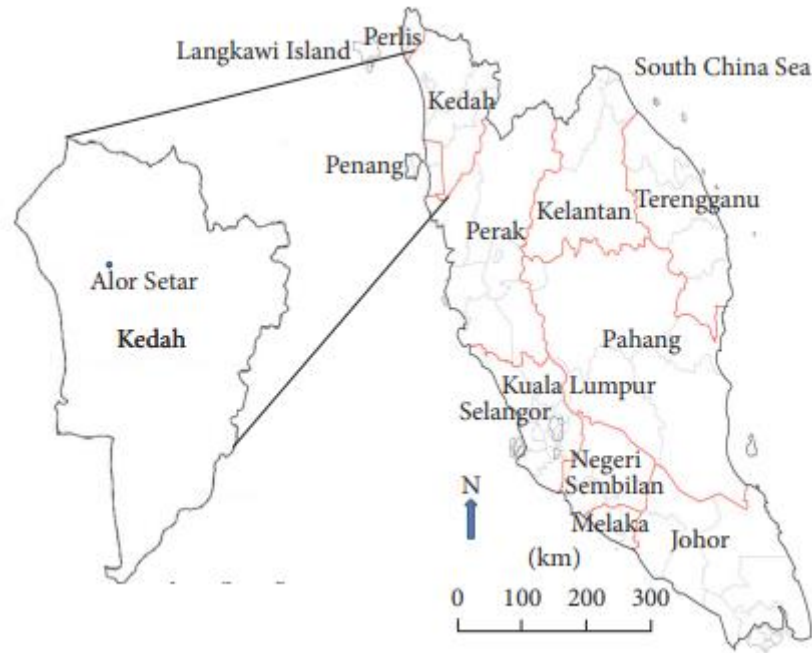 Perlis
Langkawi Island
South China Sea
Kedah
Penang
Terengganu
Kelantan
Perak
Alor Setar
Kedah
Pahang
Kuala Lumpur
Selangor
Negeri
Sembilan
N
Melaka
Johor
(km)
0 100 200 300